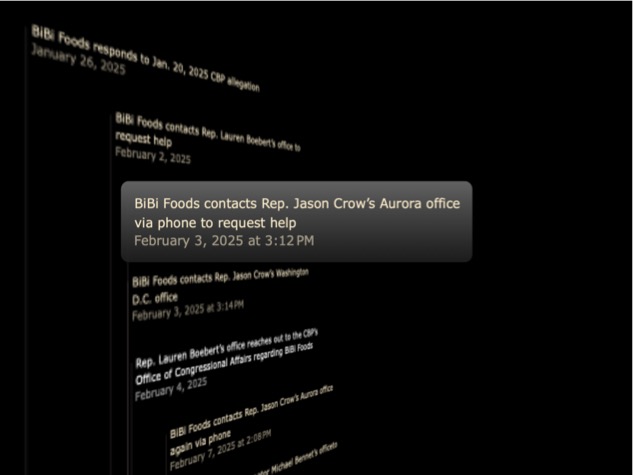 BiBi Foods responds to Jan. 20, 2025 CBP allegation
January 26, 2025
BiBi Foods contacts Rep. Lauren Boebert's office to
request help
February 2, 2025
BiBi Foods contacts Rep. Jason Crow's Aurora office
via phone to request help
February 3, 2025 at 3:12 PM
BiBi Foods contacts Rep. Jason Crow's Washington
D.C. office
February 3, 2025 at 3:14 PM
Rep. Lauren Boebert's office reaches out to the CBP's
Office of Congressional Affairs regarding BiBi Foods
February 4, 2025
BiBi Foods contacts Rep. Jason Crow's Aurora office
again via phone
February 7, 2025 at 2:08 PM
Michael Bennet's office